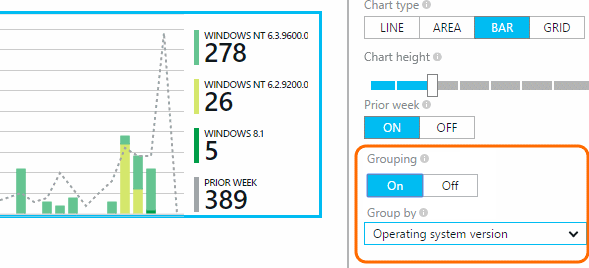 WINDOWS NT 6.3.9600.0
278
WINDOWS NT 6.2.9200.0
26
WINDOWS 8.1
5
PRIOR WEEK
389
Chart type
LINE AREA BAR GRID
Chart height
Prior week
ON OFF
Grouping
On Off
Group by
Operating system version